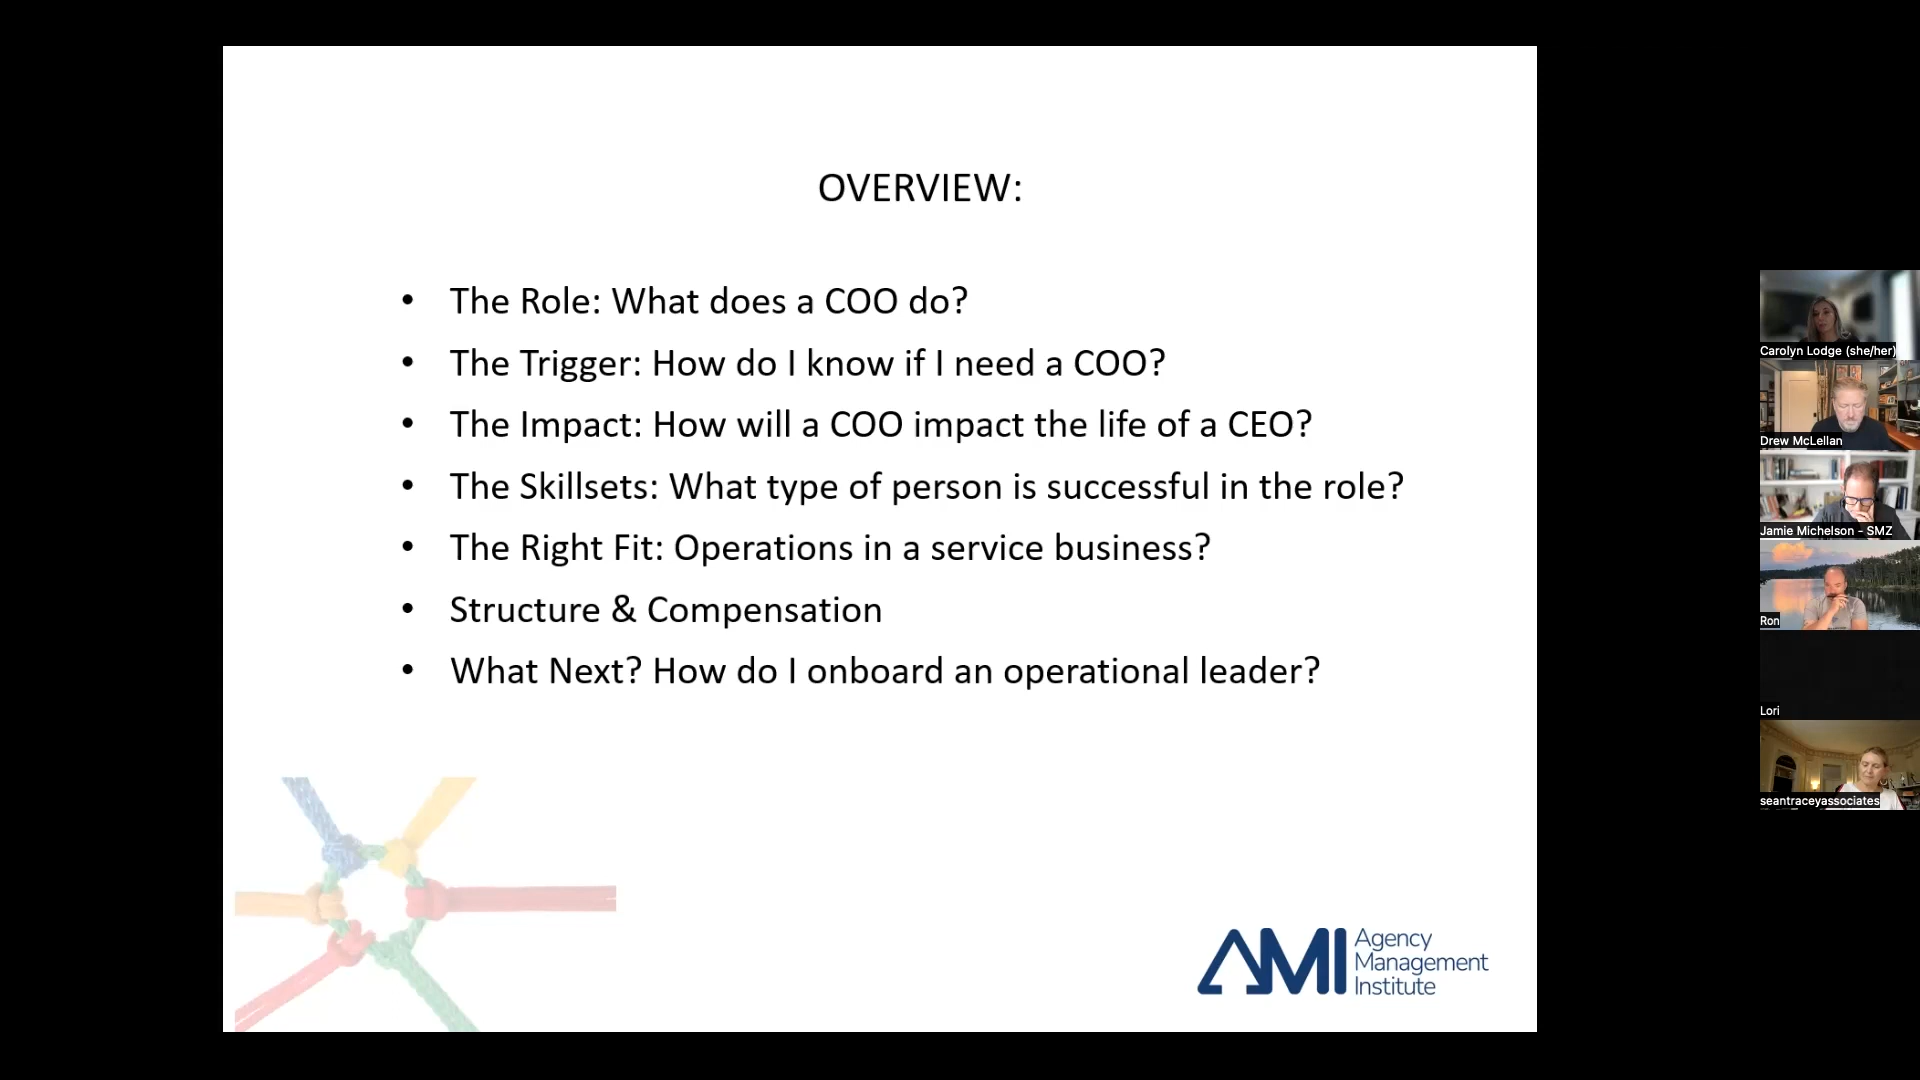 OVERVIEW:
• The Role: What does a COO do?
• The Trigger: How do I know if I need a COO?
• The Impact: How will a COO impact the life of a CEO?
• The Skillsets: What type of person is successful in the role?
• The Right Fit: Operations in a service business?
• Structure & Compensation
• What Next? How do I onboard an operational leader?
AMI
Agency
Management
Institute
Carolyn Lodge (she/her)
Drew McLellan
Jamie Michelson - SMZ
Ron
Lori
seantraceyassociates